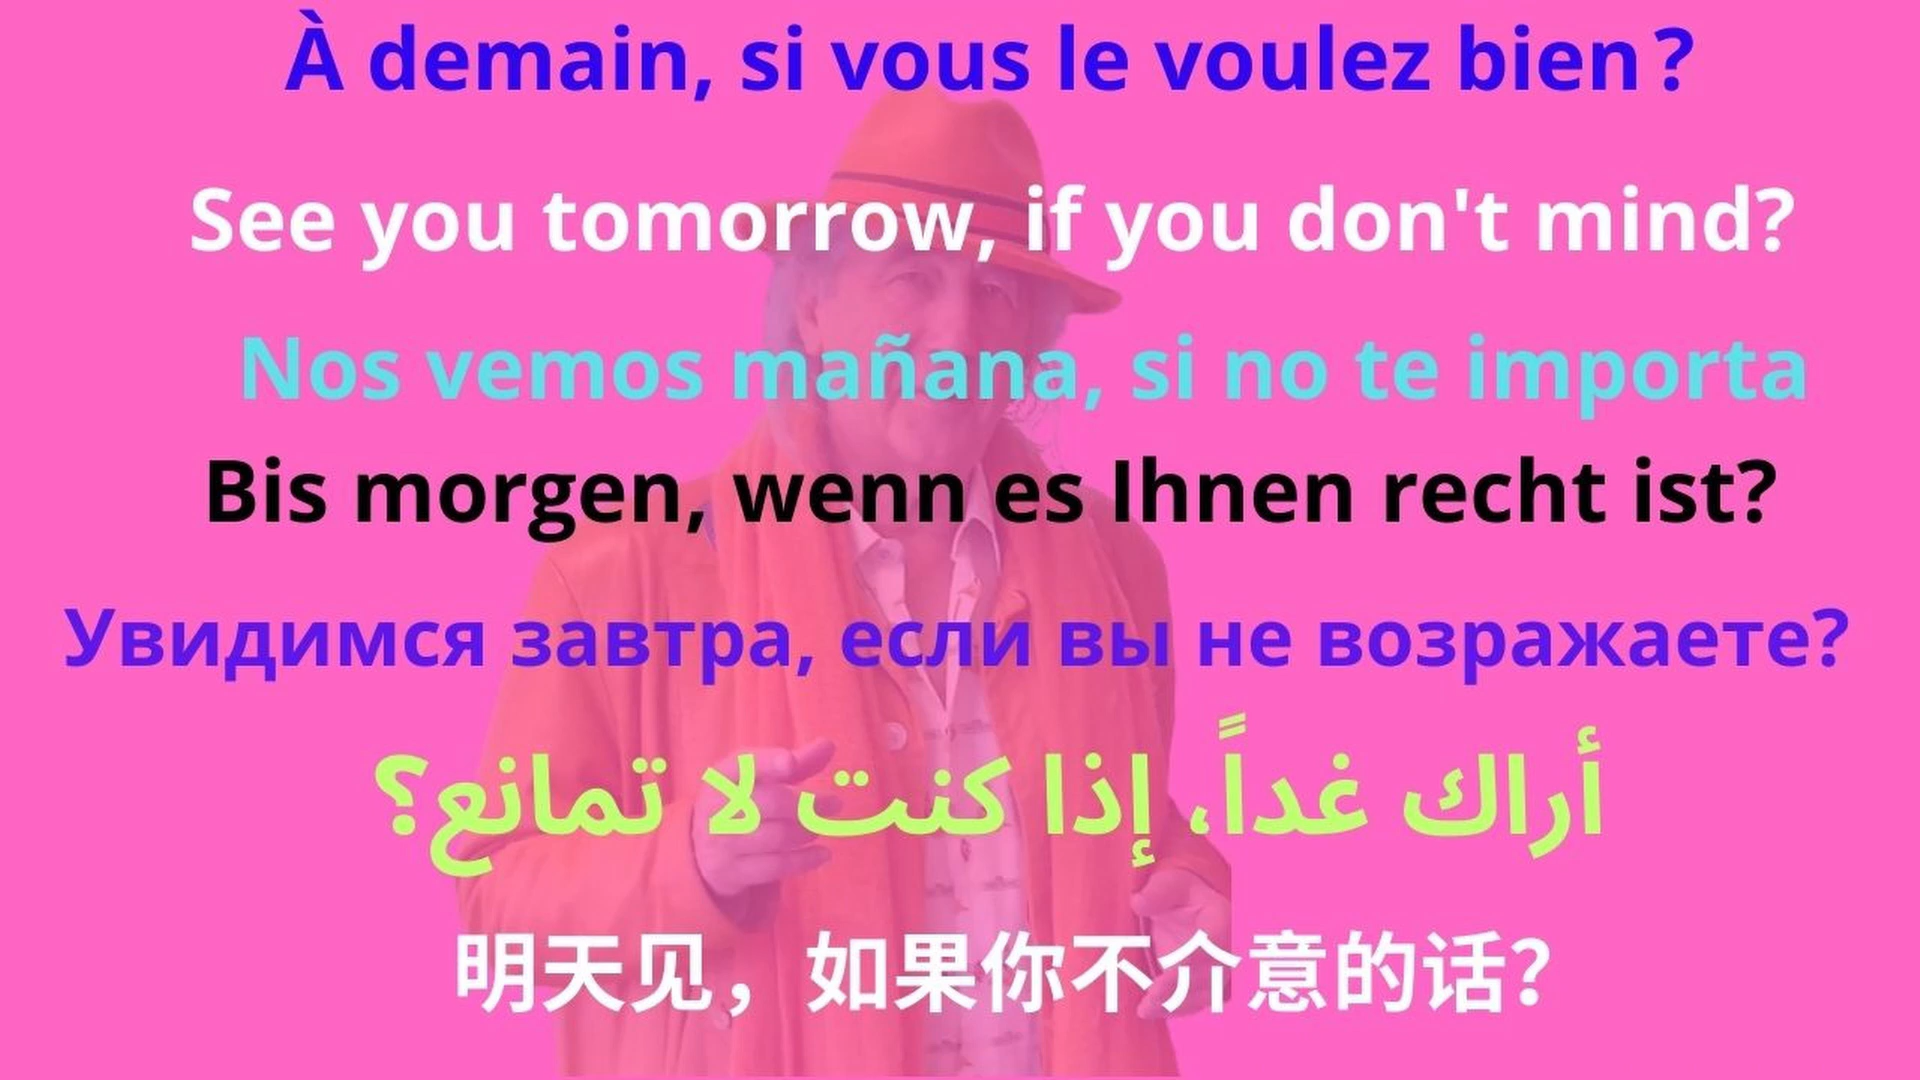 À demain, si vous le voulez bien ?
See you tomorrow, if you don't mind?
Nos vemos mañana, si no te importa
Bis morgen, wenn es Ihnen recht ist?
Увидимся завтра, если вы не возражаете?
أراك غداً، إذا كنت لا تمانع؟
明天见，如果你不介意的话？